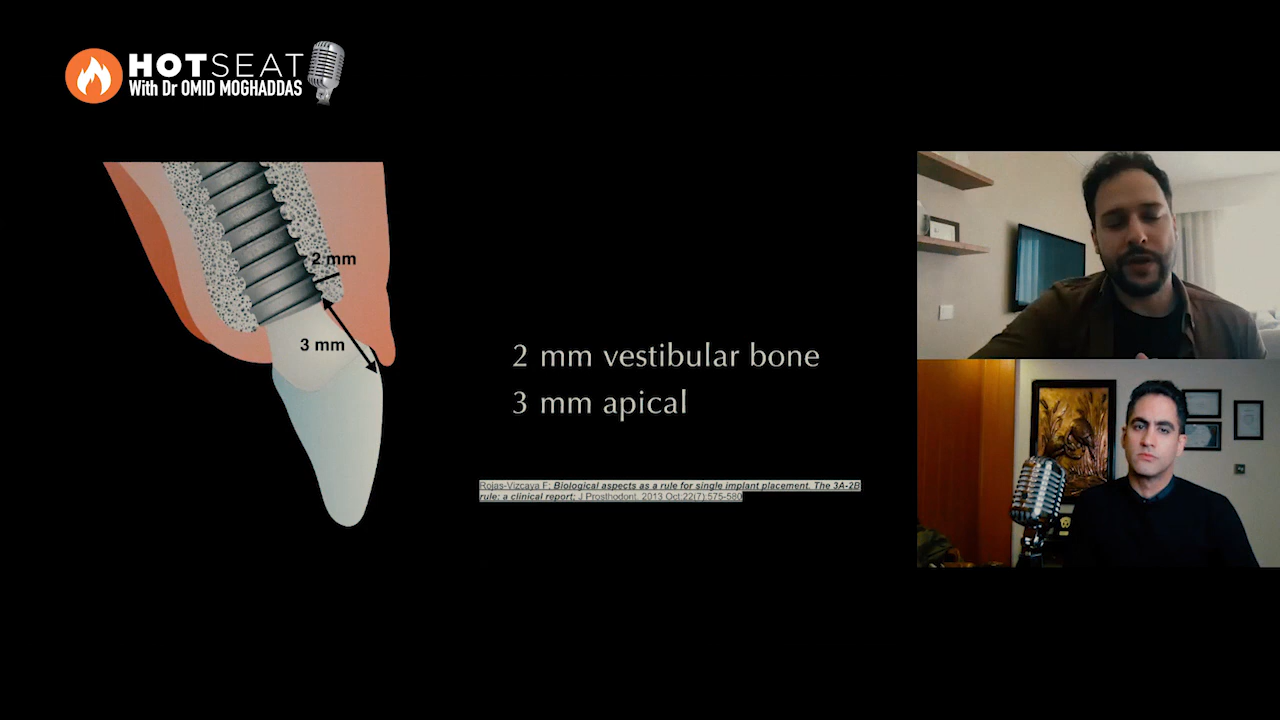 HOTSEAT
With Dr OMID MOGHADDAS
2 mm
3 mm
2 mm vestibular bone
3 mm apical
Rojas-Vizcaya F; Biological aspects as a rule for single implant placement. The 3A-2B
rule: a clinical report; J Prosthodont. 2013 Oct;22(7):575-580